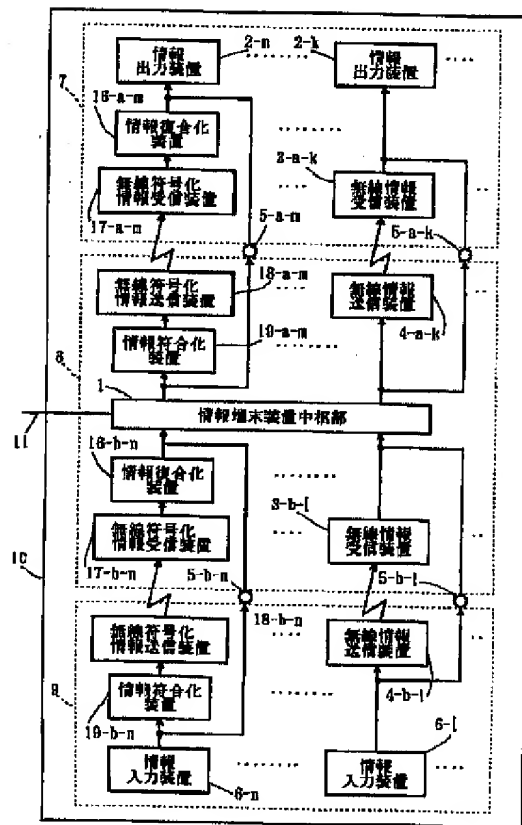 情報
出力装置
2-n
2-k
情報
出力装置
7
16-a-m
情報復合化
装置
3-a-k
無線符号化
情報受信装置
無線情報
受信装置
17-a-m
5-a-m
5-a-k
無線符号化
情報送信装置
18-a-m
無線情報
送信装置
情報符合化
装置
19-a-m
4-a-k
8
1
情報端末装置中枢部
11
16-b-n
情報復合化
装置
3-b-l
無線符号化
情報受信装置
無線情報
受信装置
10
17-b-n
5-b-n
5-b-l
18-b-n
無線符号化
情報送信装置
無線情報
送信装置
9
情報符合化
装置
4-b-l
19-b-n
6-l
情報
入力装置
情報
入力装置
6-n